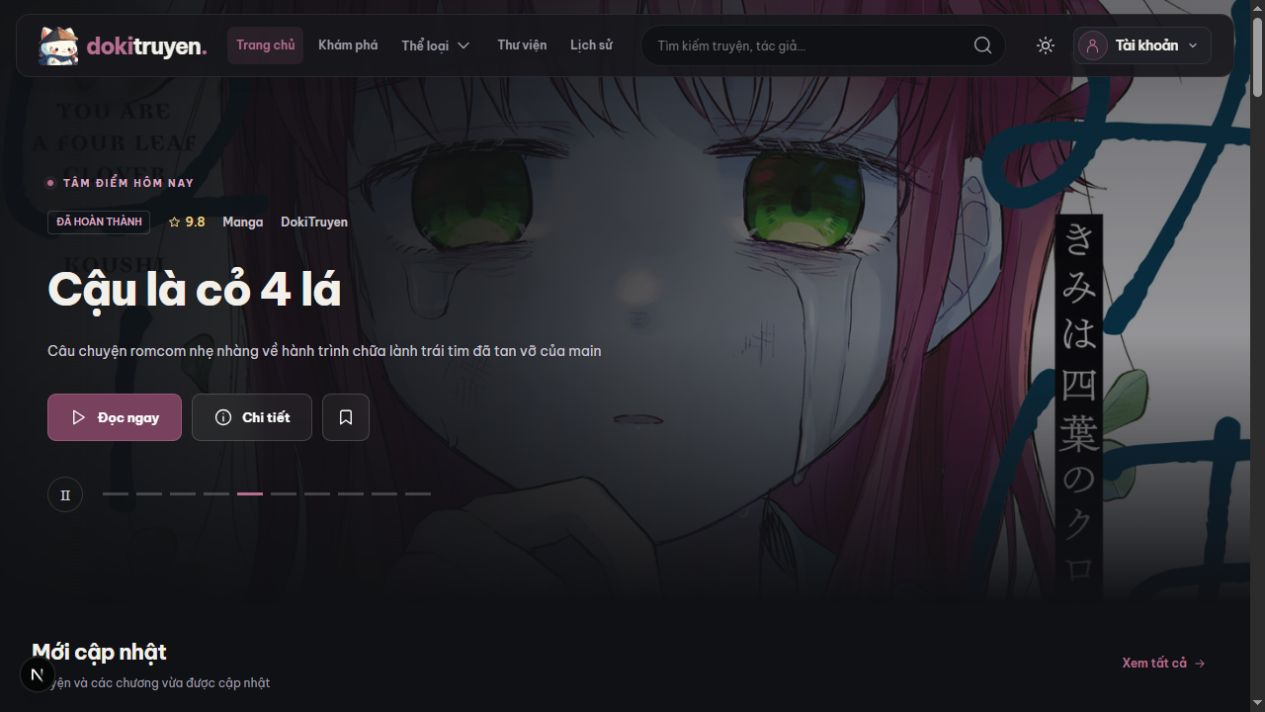 dokitruyen.
Trang chủ
Khám phá
Thể loại
Thư viện
Lịch sử
Tìm kiếm truyện, tác giả...
Tài khoản
YOU ARE
A FOUR LEAF
CLOVER
TÂM ĐIỂM HÔM NAY
ĐÃ HOÀN THÀNH
9.8
Manga
DokiTruyen
KOUSHI
Cậu là cỏ 4 lá
Câu chuyện romcom nhẹ nhàng về hành trình chữa lành trái tim đã tan vỡ của main
Đọc ngay
Chi tiết
きみは四葉のクロ
Mới cập nhật
yện và các chương vừa được cập nhật
Xem tất cả →
N